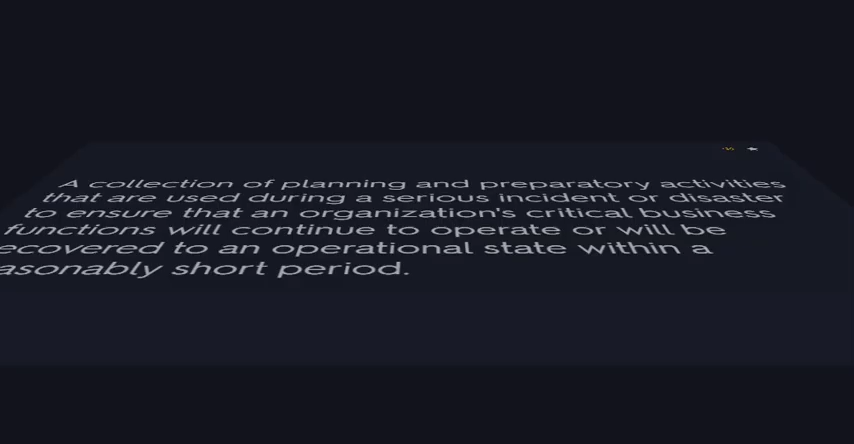 A collection of planning and preparatory activities
that are used during a serious incident or disaster
to ensure that an organization's critical business
functions will continue to operate or will be
ecovered to an operational state within a
asonably short period.